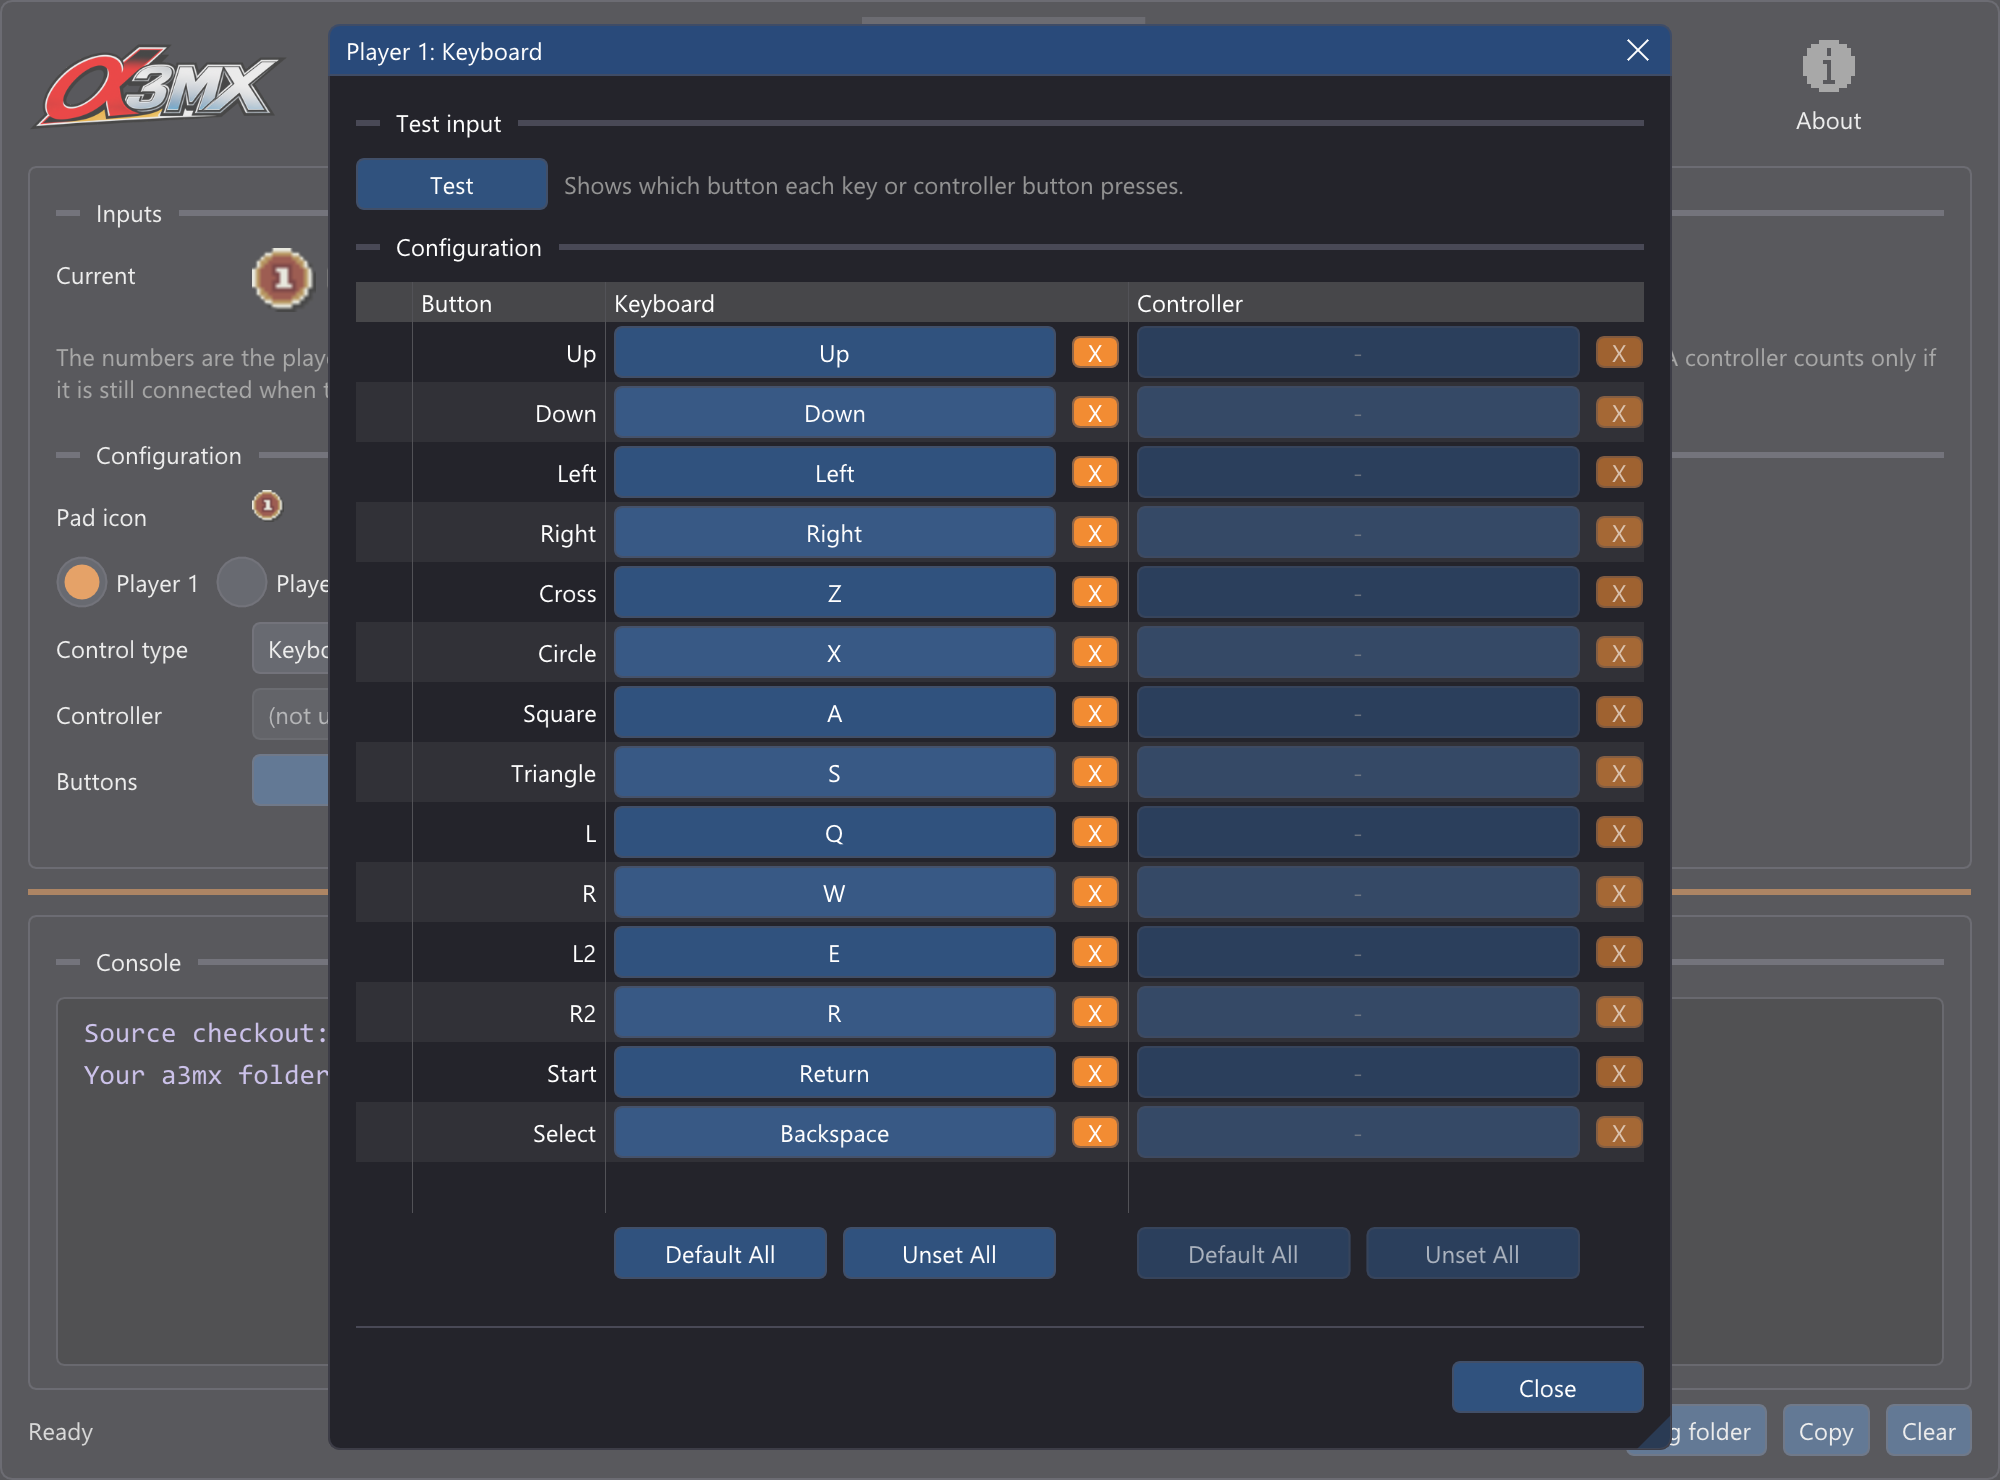 Player 1: Keyboard
α3MX
About
Test input
Test
Shows which button each key or controller button presses.
Inputs
Configuration
Current
1
Button Keyboard Controller
Up Up X - X
The numbers are the
A controller counts only if
it is still connected when
Down Down X - X
Left Left X - X
Configuration
Right Right X - X
Pad icon
1
Cross Z X - X
Player 1
Circle X X - X
Control type
Square A X - X
Controller
(not
Triangle S X - X
Buttons
L Q X - X
R W X - X
L2 E X - X
Console
R2 R X - X
Source checkout:
Your a3mx folder
Start Return X - X
Select Backspace X - X
Default All Unset All Default All Unset All
Close
Ready
folder
Copy
Clear